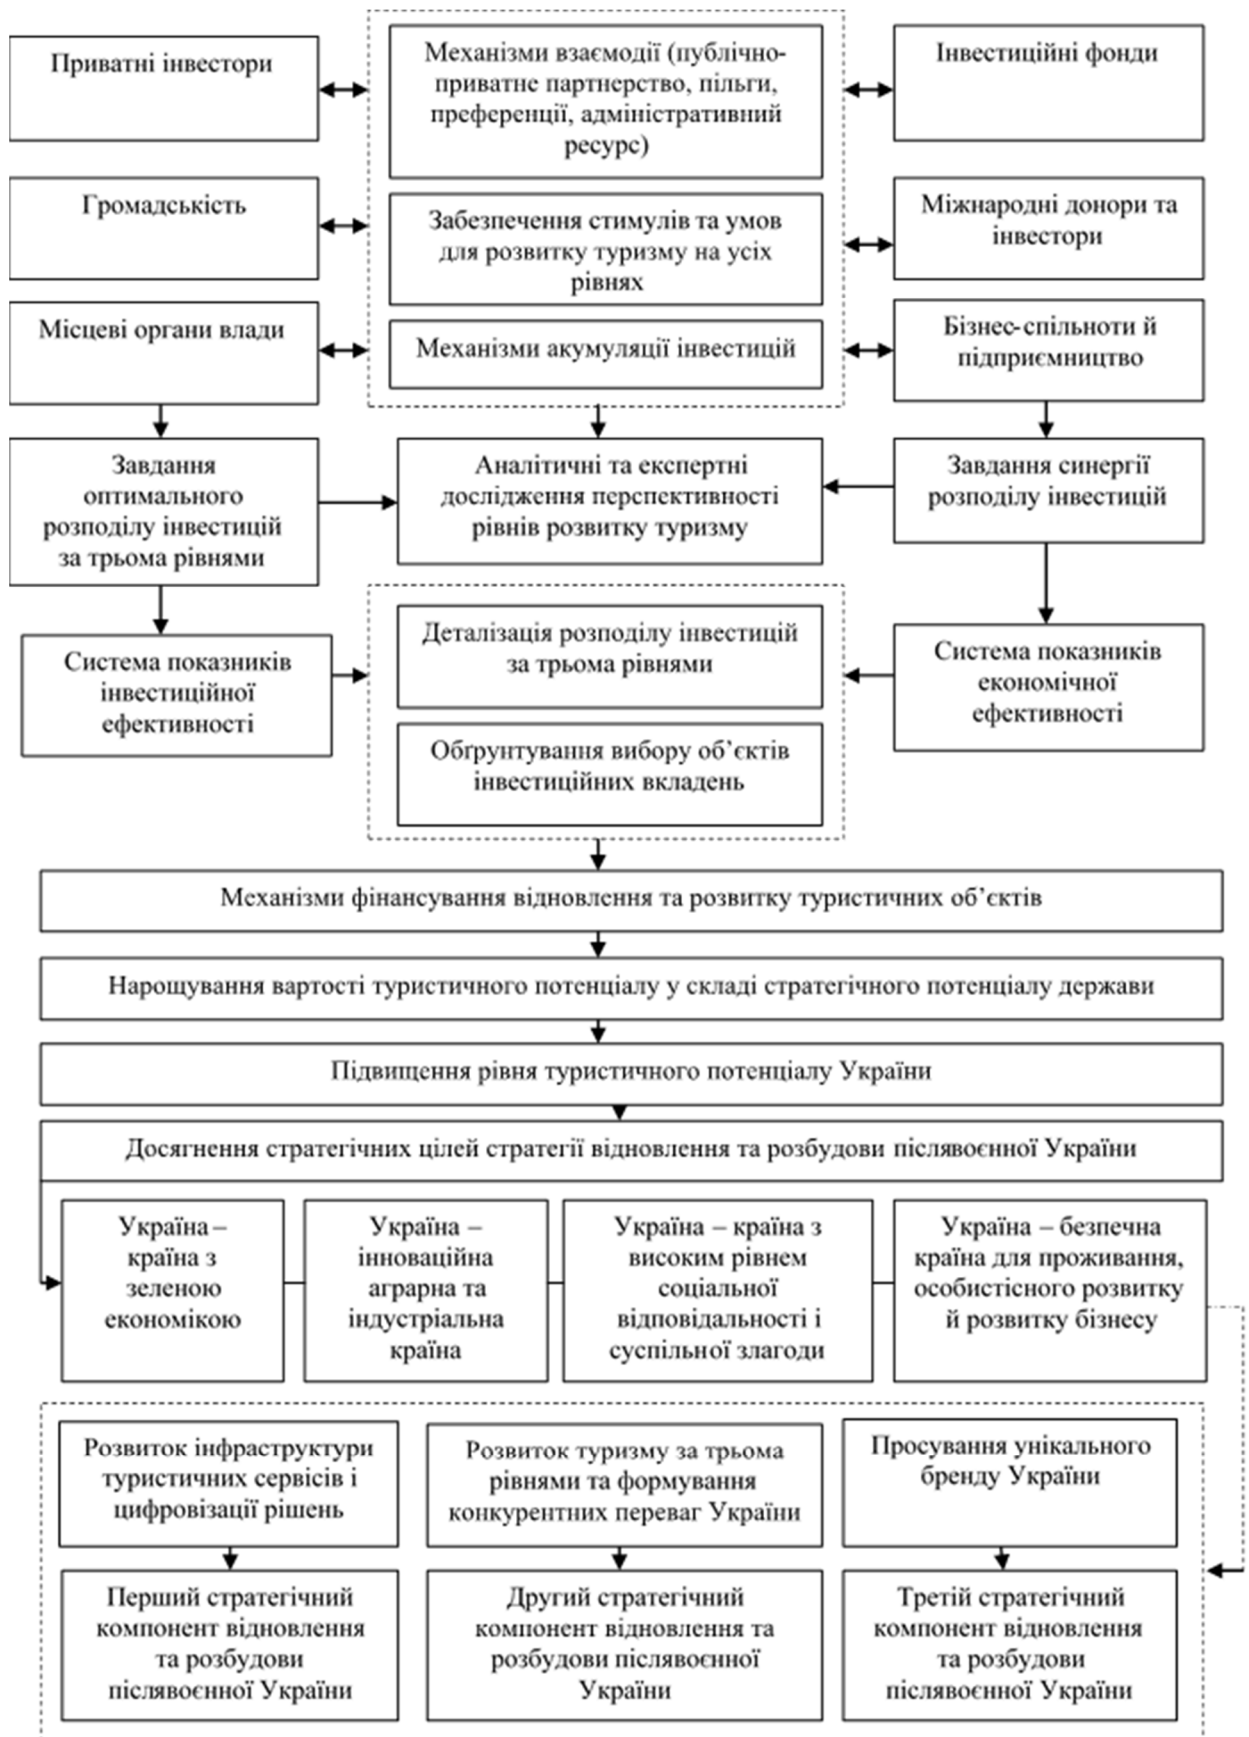 Приватні інвестори
Механізми взаємодії (публічно-
приватне партнерство, пільги,
преференції, адміністративний
ресурс)
Інвестиційні фонди
Громадськість
Забезпечення стимулів та умов
для розвитку туризму на усіх
рівнях
Міжнародні донори та
інвестори
Місцеві органи влади
Механізми акумуляції інвестицій
Бізнес-спільноти й
підприємництво
Завдання
оптимального
розподілу інвестицій
за трьома рівнями
Аналітичні та експертні
дослідження перспективності
рівнів розвитку туризму
Завдання синергії
розподілу інвестицій
Система показників
інвестиційної
ефективності
Деталізація розподілу інвестицій
за трьома рівнями
Система показників
економічної
ефективності
Обґрунтування вибору об’єктів
інвестиційних вкладень
Механізми фінансування відновлення та розвитку туристичних об’єктів
Нарощування вартості туристичного потенціалу у складі стратегічного потенціалу держави
Підвищення рівня туристичного потенціалу України
Досягнення стратегічних цілей стратегії відновлення та розбудови післявоєнної України
Україна –
країна з
зеленою
економікою
Україна –
інноваційна
аграрна та
індустріальна
країна
Україна – країна з
високим рівнем
соціальної
відповідальності і
суспільної злагоди
Україна – безпечна
країна для проживання,
особистісного розвитку
й розвитку бізнесу
Розвиток інфраструктури
туристичних сервісів і
цифровізації рішень
Розвиток туризму за трьома
рівнями та формування
конкурентних переваг України
Просування унікального
бренду України
Перший стратегічний
компонент відновлення
та розбудови
післявоєнної України
Другий стратегічний
компонент відновлення та
розбудови післявоєнної
України
Третій стратегічний
компонент відновлення
та розбудови
післявоєнної України